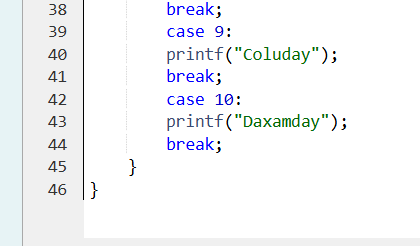 38 break;
39 case 9:
40 printf("Coluday");
41 break;
42 case 10:
43 printf("Daxamday");
44 break;
45 }
46 }